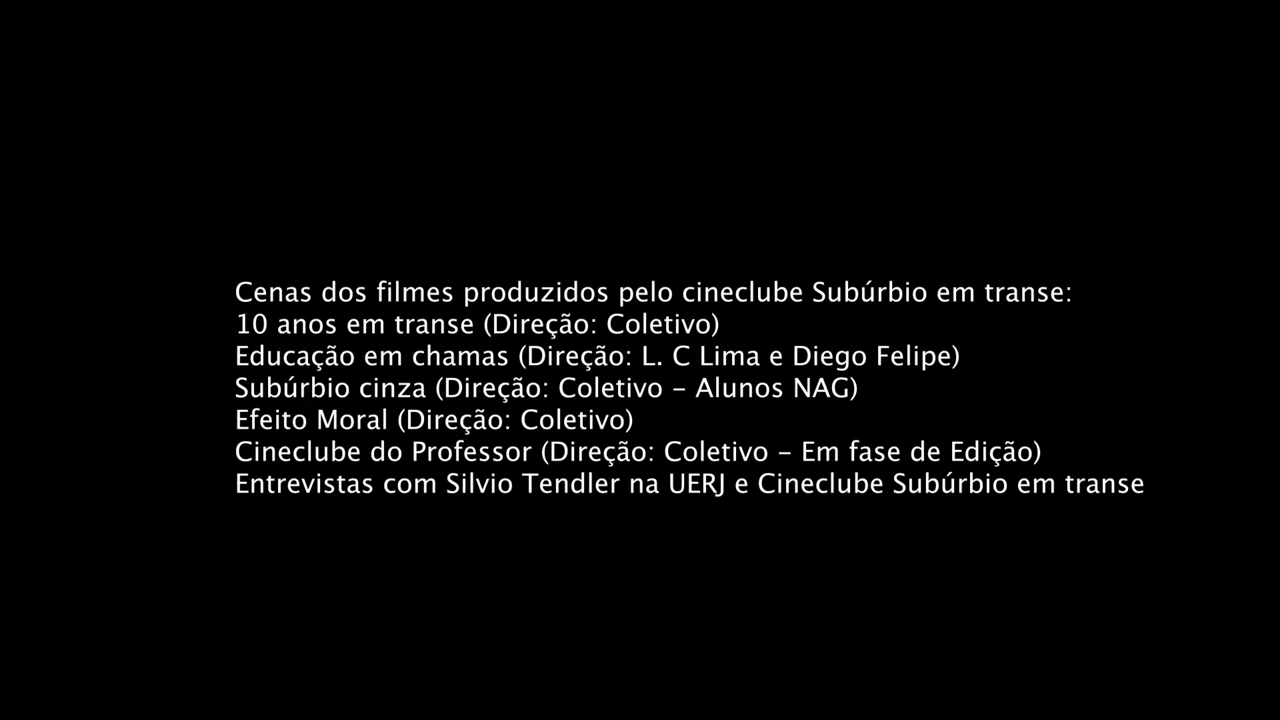 Cenas dos filmes produzidos pelo cineclube Subúrbio em transe:
10 anos em transe (Direção: Coletivo)
Educação em chamas (Direção: L. C Lima e Diego Felipe)
Subúrbio cinza (Direção: Coletivo – Alunos NAG)
Efeito Moral (Direção: Coletivo)
Cineclube do Professor (Direção: Coletivo – Em fase de Edição)
Entrevistas com Silvio Tendler na UERJ e Cineclube Subúrbio em transe